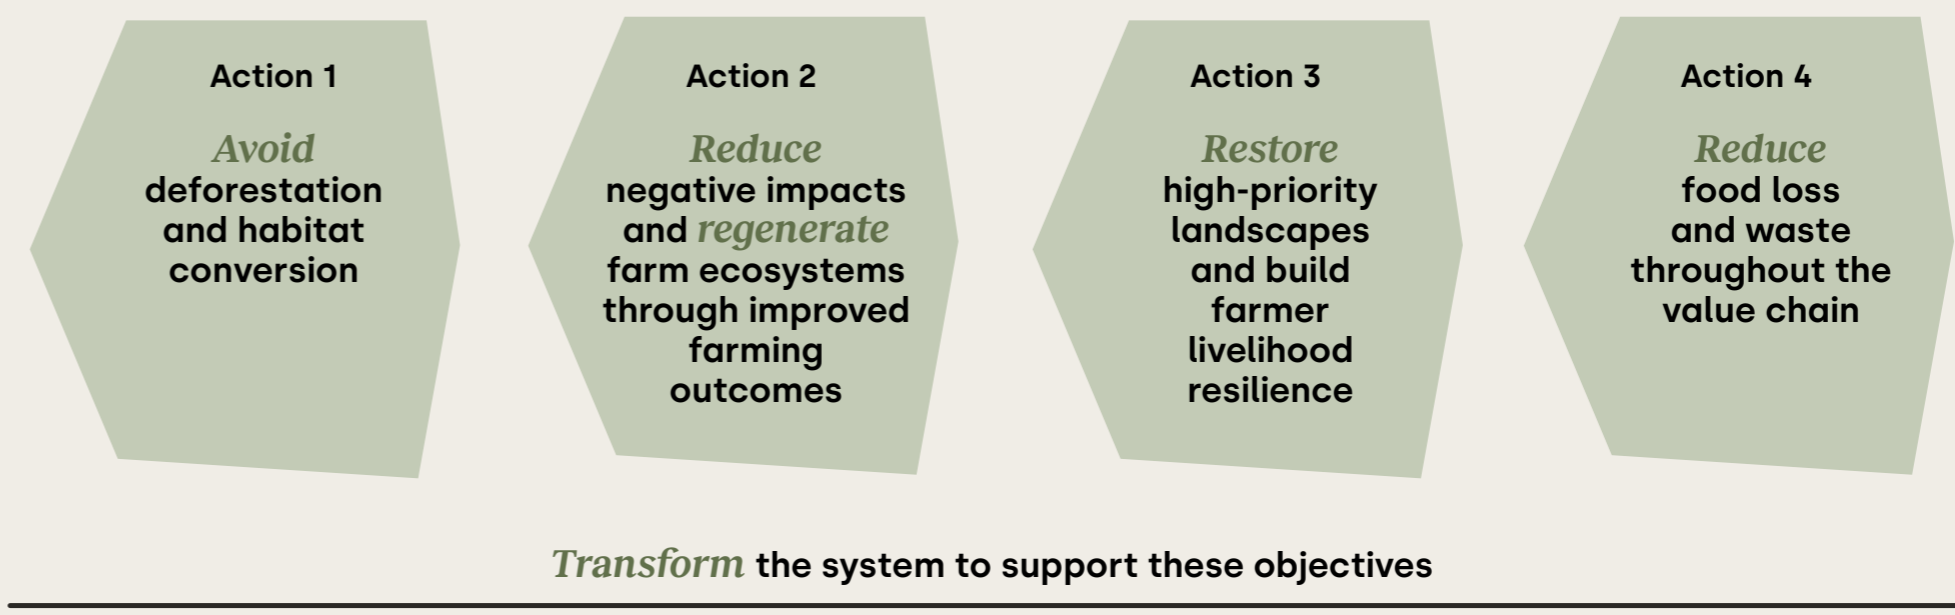 Action 1
Avoid
deforestation
and habitat
conversion
Action 2
Reduce
negative impacts
and regenerate
farm ecosystems
through improved
farming
outcomes
Action 3
Restore
high-priority
landscapes
and build
farmer
livelihood
resilience
Action 4
Reduce
food loss
and waste
throughout the
value chain
Transform the system to support these objectives